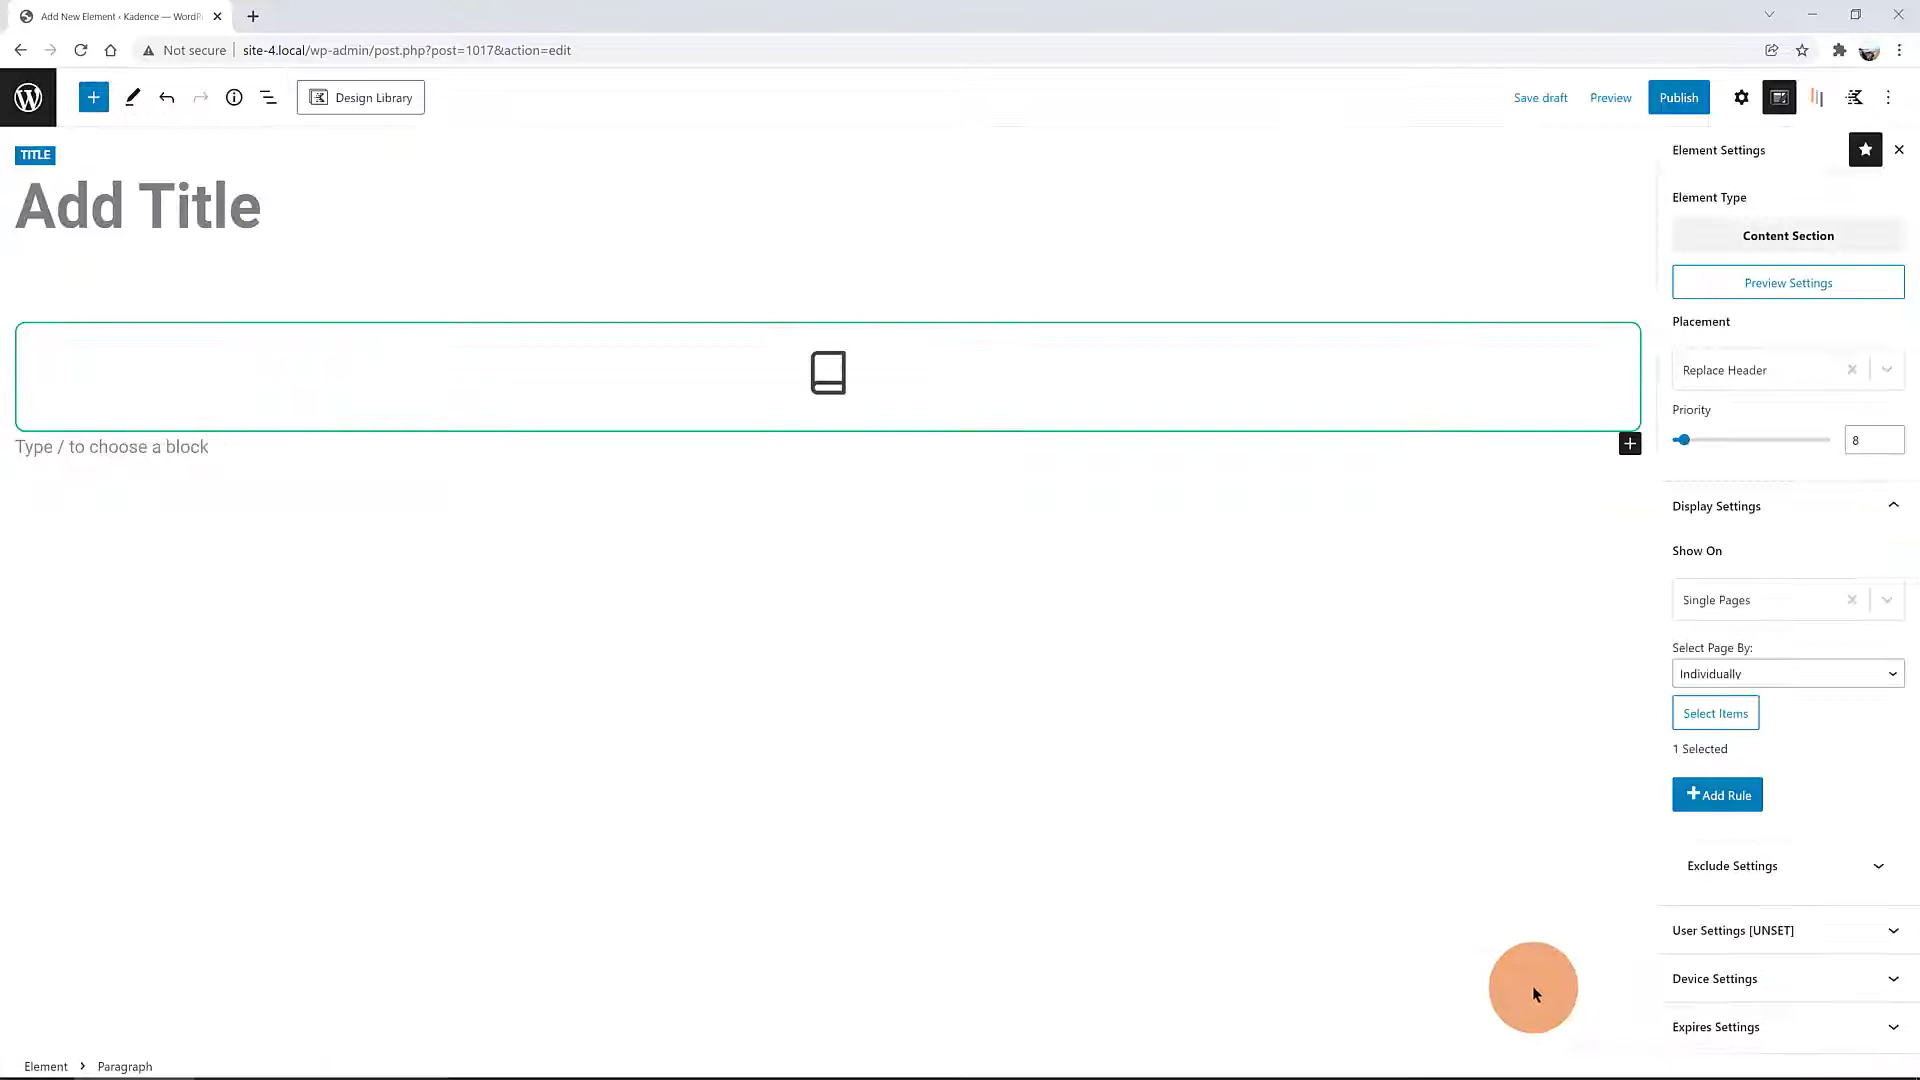 Add New Element ‹ Kadence — WordPr
Not secure
site-4.local/wp-admin/post.php?post=1017&action=edit
Design Library
Save draft
Preview
Publish
TITLE
Add Title
Type / to choose a block
Element Settings
Element Type
Content Section
Preview Settings
Placement
Replace Header
Priority
8
Display Settings
Show On
Single Pages
Select Page By:
Individually
Select Items
1 Selected
Add Rule
Exclude Settings
User Settings [UNSET]
Device Settings
Expires Settings
Element
Paragraph